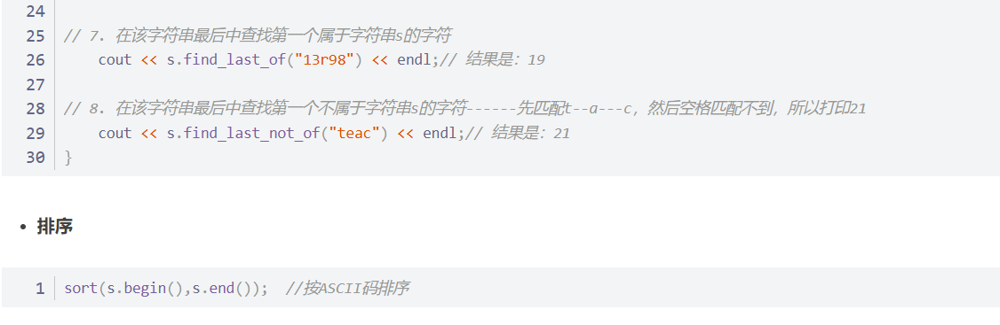 24
25 // 7. 在该字符串最后中查找第一个属于字符串s的字符
26 cout << s.find_last_of("13r98") << endl;// 结果是：19
27
28 // 8. 在该字符串最后中查找第一个不属于字符串s的字符------先匹配t--a---c，然后空格匹配不到，所以打印21
29 cout << s.find_last_not_of("teac") << endl;// 结果是：21
30 }
• 排序
1 sort(s.begin(),s.end()); //按ASCII码排序